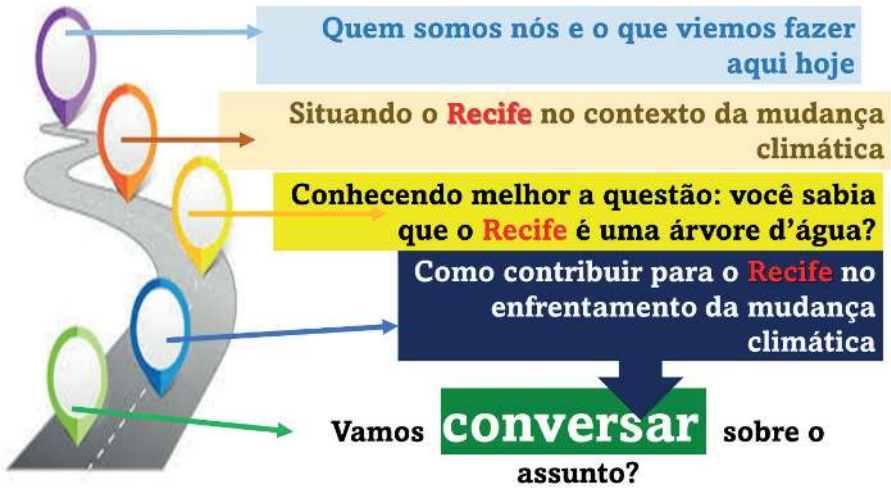 Quem somos nós e o que viemos fazer
aqui hoje
Situando o Recife no contexto da mudança
climática
Conhecendo melhor a questão: você sabia
que o Recife é uma árvore d'água?
Como contribuir para o Recife no
enfrentamento da mudança
climática
Vamos conversar sobre o
assunto?